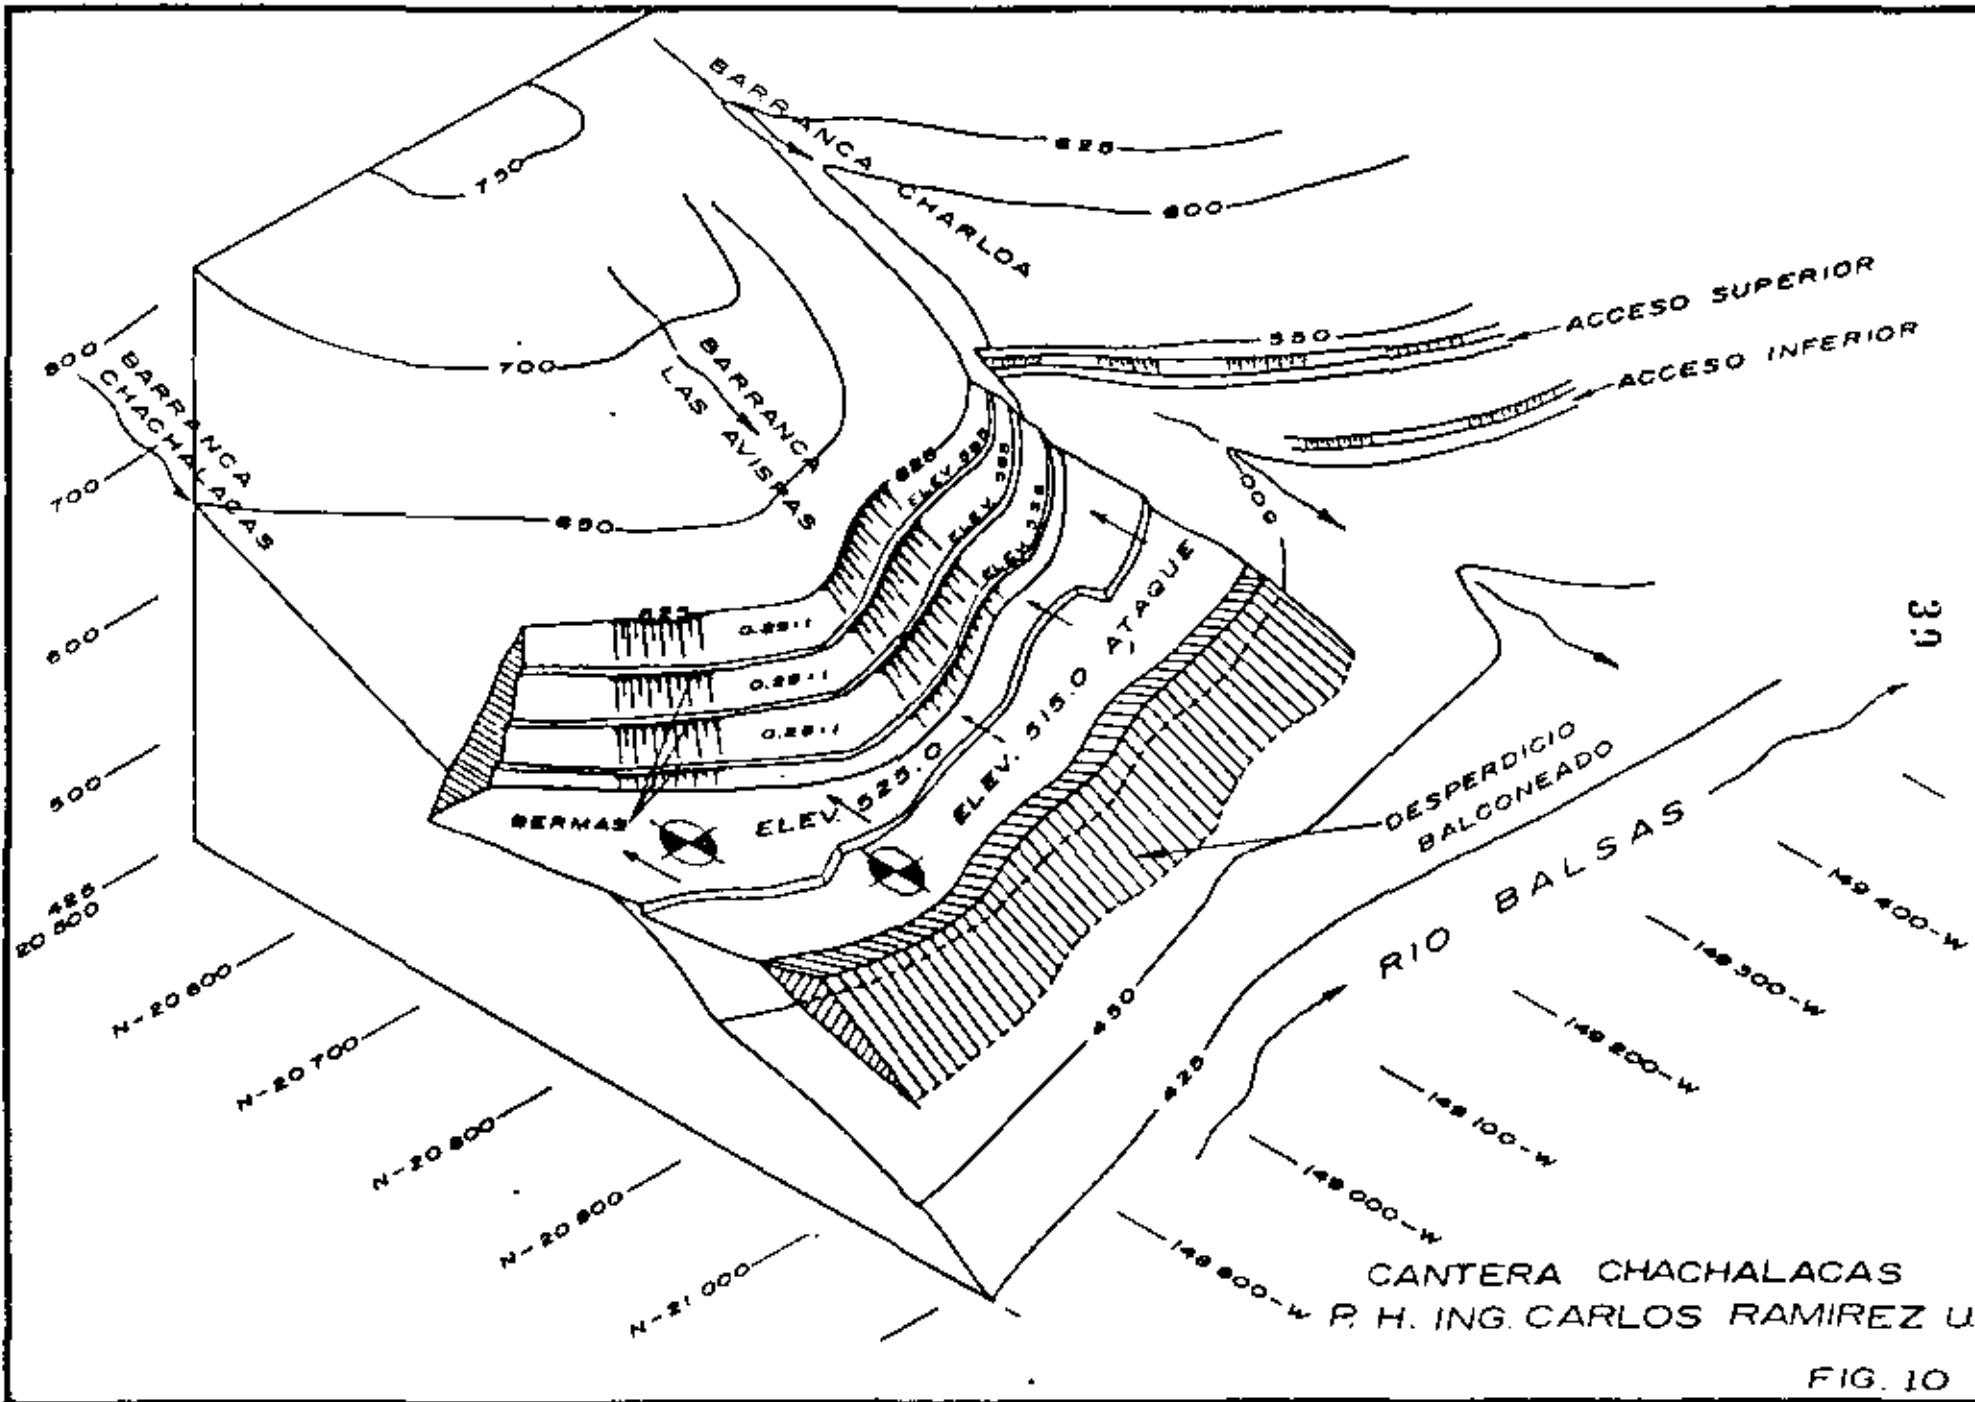 BARRANCA CHARLOA
625
600
750
ACCESO SUPERIOR
550
ACCESO INFERIOR
700
BARRANCA
LAS AVISPAS
800
BARRANCA
CHACHALACAS
700
600
500
425
650
625
ELEV.
ELEV.
ELEV.
500
625
0.25:1
0.25:1
0.25:1
BERMAS
ELEV. 525.0
ELEV. 515.0
ATAQUE
39
DESPERDICIO
BALCONEADO
RIO BALSAS
450
425
20 500
N-20 600
N-20 700
N-20 800
N-20 900
N-21 000
149 400-W
149 300-W
149 200-W
149 100-W
149 000-W
148 900-W
CANTERA CHACHALACAS
P. H. ING. CARLOS RAMIREZ U.
FIG. 10